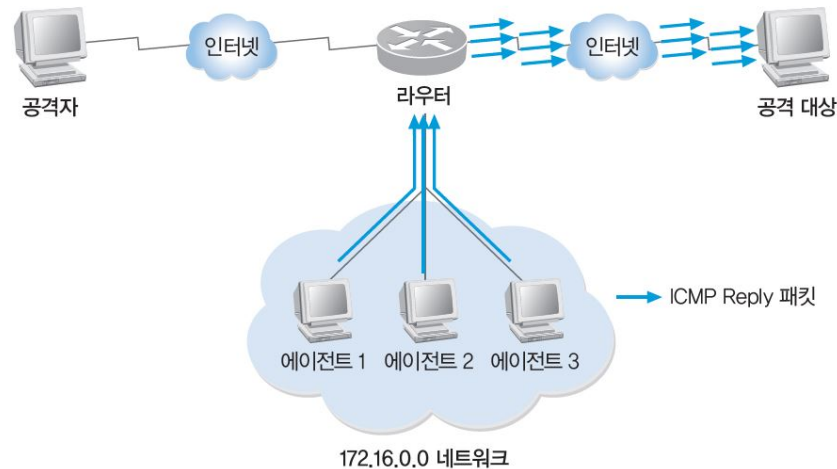 인터넷
인터넷
공격자
라우터
공격 대상
ICMP Reply 패킷
에이전트 1
에이전트 2
에이전트 3
172.16.0.0 네트워크